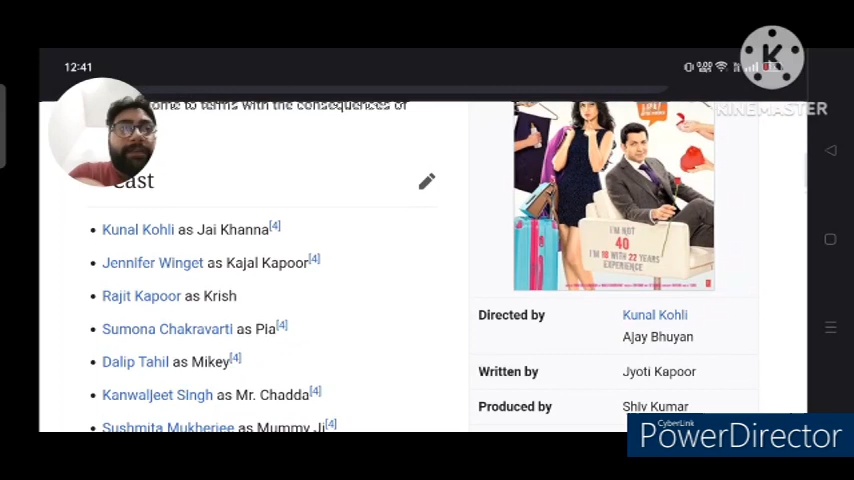 12:41
KINEMASTER
come to terms with the consequences of
Cast
Kunal Kohli as Jai Khanna[4]
Jennifer Winget as Kajal Kapoor[4]
Rajit Kapoor as Krish
Sumona Chakravarti as Pia[4]
Dalip Tahil as Mikey[4]
Kanwaljeet Singh as Mr. Chadda[4]
Sushmita Mukherjee as Mummy Ji[4]
I'M NOT
40
I'M 18 WITH 22 YEARS
EXPERIENCE
Directed by
Kunal Kohli
Ajay Bhuyan
Written by
Jyoti Kapoor
Produced by
Shiv Kumar
CyberLink
PowerDirector